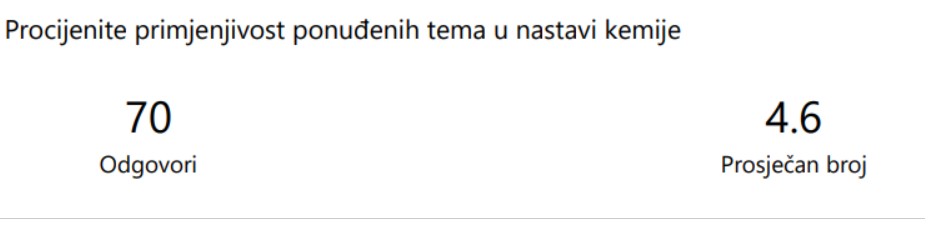 Procijenite primjenjivost ponuđenih tema u nastavi kemije
70
Odgovori
4.6
Prosječan broj